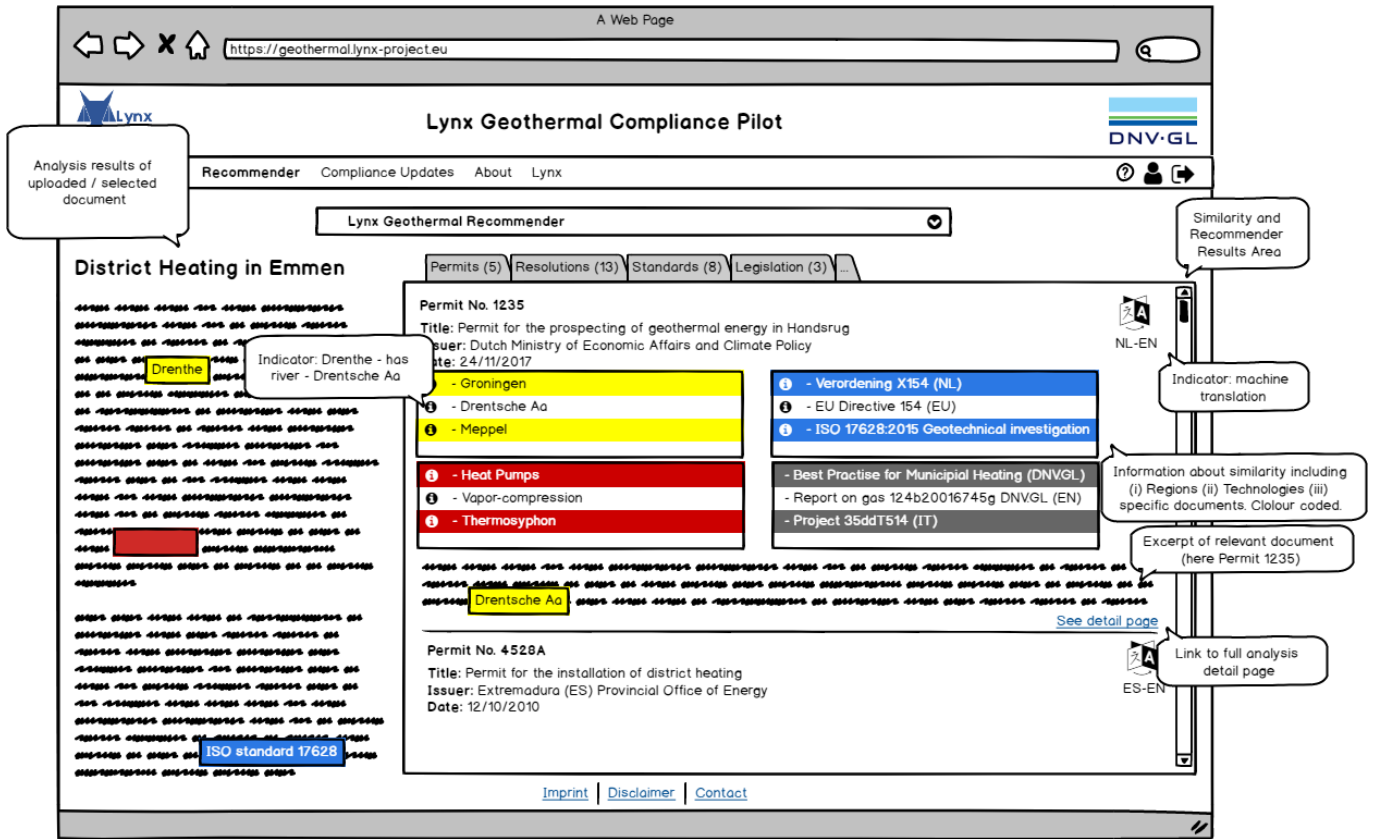 A Web Page
https://geothermal.lynx-project.eu
Lynx
Lynx Geothermal Compliance Pilot
DNV·GL
Analysis results of
uploaded / selected
document
Recommender Compliance Updates About Lynx
Lynx Geothermal Recommender
Similarity and
Recommender
Results Area
District Heating in Emmen
Permits (5) Resolutions (13) Standards (8) Legislation (3) ...
Permit No. 1235
Title: Permit for the prospecting of geothermal energy in Handsrug
suer: Dutch Ministry of Economic Affairs and Climate Policy
ate: 24/11/2017
NL-EN
Drenthe
Indicator: Drenthe - has
river - Drentsche Aa
Indicator: machine
translation
- Groningen
- Drentsche Aa
- Meppel
- Verordening X154 (NL)
- EU Directive 154 (EU)
- ISO 17628:2015 Geotechnical investigation
- Heat Pumps
- Vapor-compression
- Thermosyphon
- Best Practise for Municipial Heating (DNV.GL)
- Report on gas 124b20016745g DNV.GL (EN)
- Project 35ddT514 (IT)
Information about similarity including
(i) Regions (ii) Technologies (iii)
specific documents. Clolour coded.
Excerpt of relevant document
(here Permit 1235)
Drentsche Aa
See detail page
Permit No. 4528A
Title: Permit for the installation of district heating
Issuer: Extremadura (ES) Provincial Office of Energy
Date: 12/10/2010
ES-EN
Link to full analysis
detail page
ISO standard 17628
Imprint Disclaimer Contact